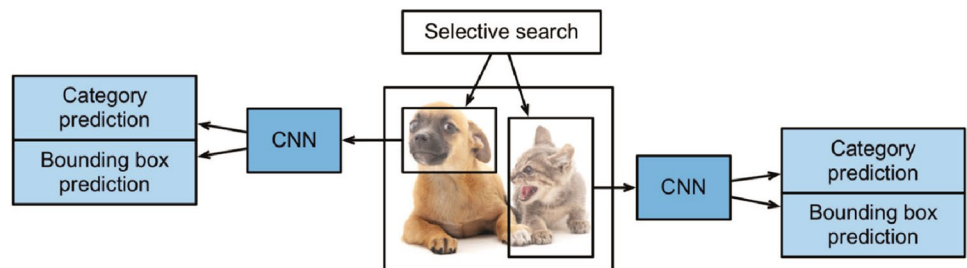 Selective search
Category
prediction
Bounding box
prediction
CNN
CNN
Category
prediction
Bounding box
prediction